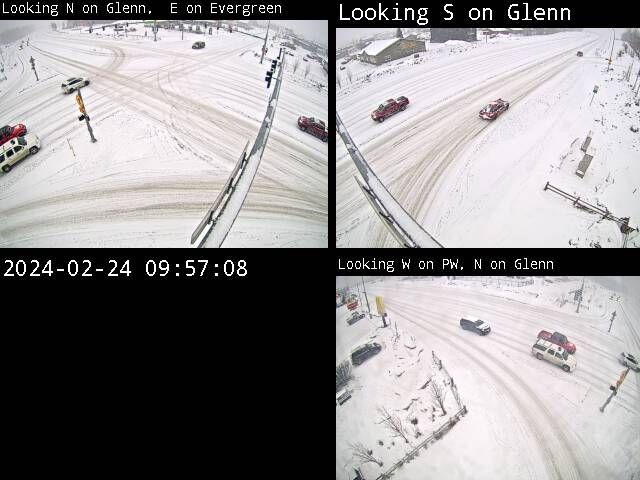 Looking N on Glenn, E on Evergreen
Looking S on Glenn
2024-02-24 09:57:08
Looking W on PW, N on Glenn